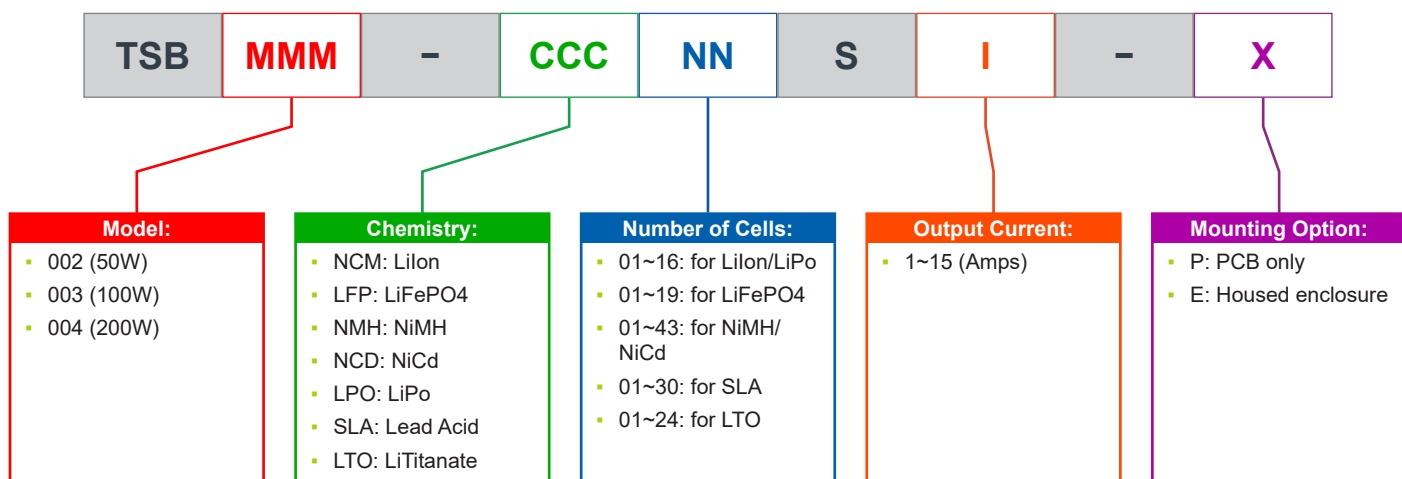 TSB MMM – CCC NN S I – X
Model:
▪ 002 (50W)
▪ 003 (100W)
▪ 004 (200W)
Chemistry:
▪ NCM: LiIon
▪ LFP: LiFePO4
▪ NMH: NiMH
▪ NCD: NiCd
▪ LPO: LiPo
▪ SLA: Lead Acid
▪ LTO: LiTitanate
Number of Cells:
▪ 01~16: for LiIon/LiPo
▪ 01~19: for LiFePO4
▪ 01~43: for NiMH/
NiCd
▪ 01~30: for SLA
▪ 01~24: for LTO
Output Current:
▪ 1~15 (Amps)
Mounting Option:
▪ P: PCB only
▪ E: Housed enclosure